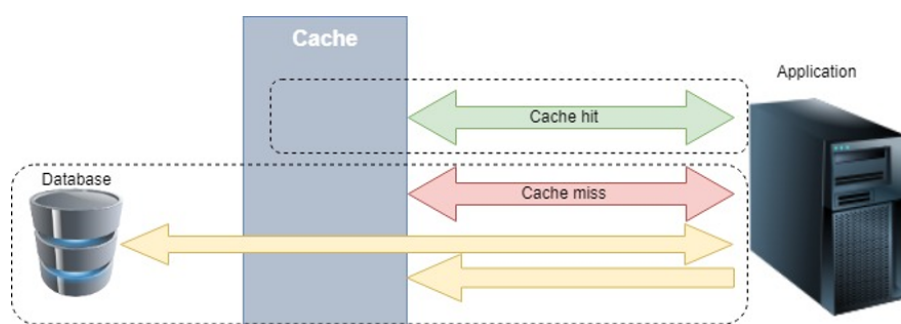 Cache
Application
Cache hit
Database
Cache miss